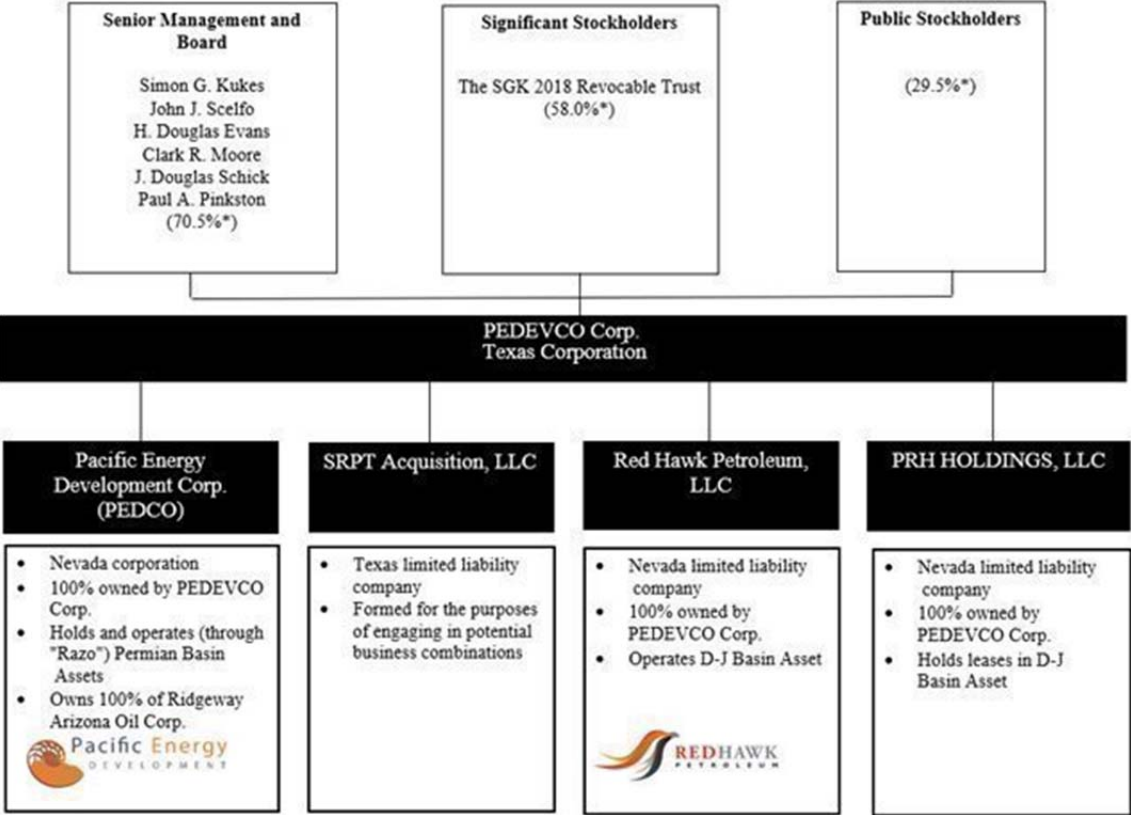 Senior Management and
Board
Simon G. Kukes
John J. Scelfo
H. Douglas Evans
Clark R. Moore
J. Douglas Schick
Paul A. Pinkston
(70.5%*)
Significant Stockholders
The SGK 2018 Revocable Trust
(58.0%*)
Public Stockholders
(29.5%*)
PEDEVCO Corp.
Texas Corporation
Pacific Energy
Development Corp.
(PEDCO)
• Nevada corporation
• 100% owned by PEDEVCO
Corp.
• Holds and operates (through
"Razo") Permian Basin
Assets
• Owns 100% of Ridgeway
Arizona Oil Corp.
Pacific Energy
DEVELOPMENT
SRPT Acquisition, LLC
• Texas limited liability
company
• Formed for the purposes
of engaging in potential
business combinations
Red Hawk Petroleum,
LLC
• Nevada limited liability
company
• 100% owned by
PEDEVCO Corp.
• Operates D-J Basin Asset
REDHAWK
PETROLEUM
PRH HOLDINGS, LLC
• Nevada limited liability
company
• 100% owned by
PEDEVCO Corp.
• Holds leases in D-J
Basin Asset